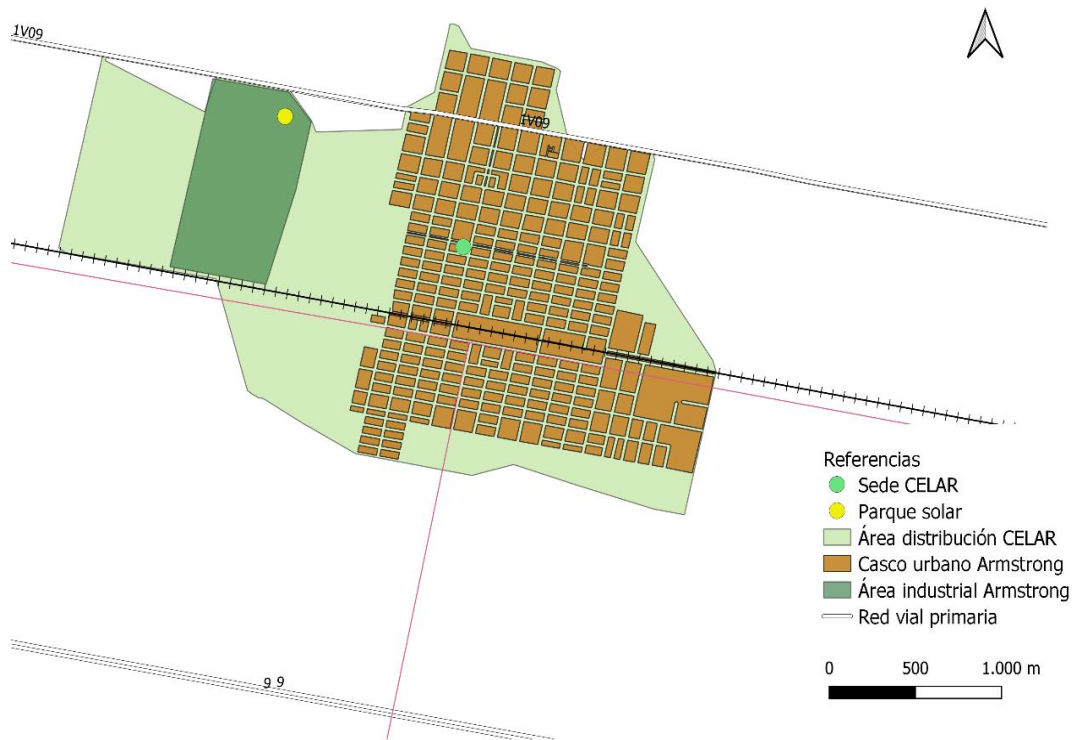 1V09
1V09
Referencias
Sede CELAR
Parque solar
Área distribución CELAR
Casco urbano Armstrong
Área industrial Armstrong
Red vial primaria
0 500 1.000 m
9 9